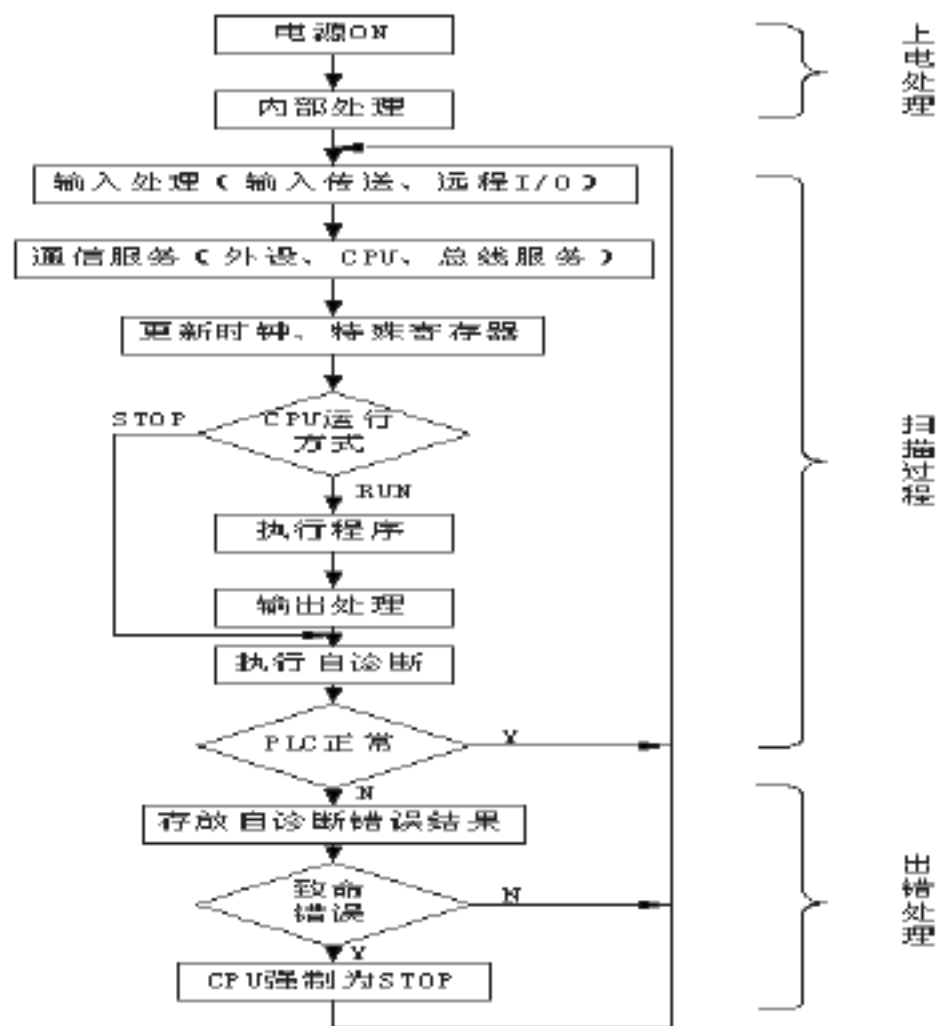 电源ON
上电处理
内部处理
输入处理(输入传送、远程I/O)
通信服务(外设、CPU、总线服务)
更新时钟、特殊寄存器
STOP
CPU运行
方式
扫描过程
RUN
执行程序
输出处理
执行自诊断
PLC正常
Y
N
存放自诊断错误结果
致命
错误
N
出错处理
Y
CPU强制为STOP